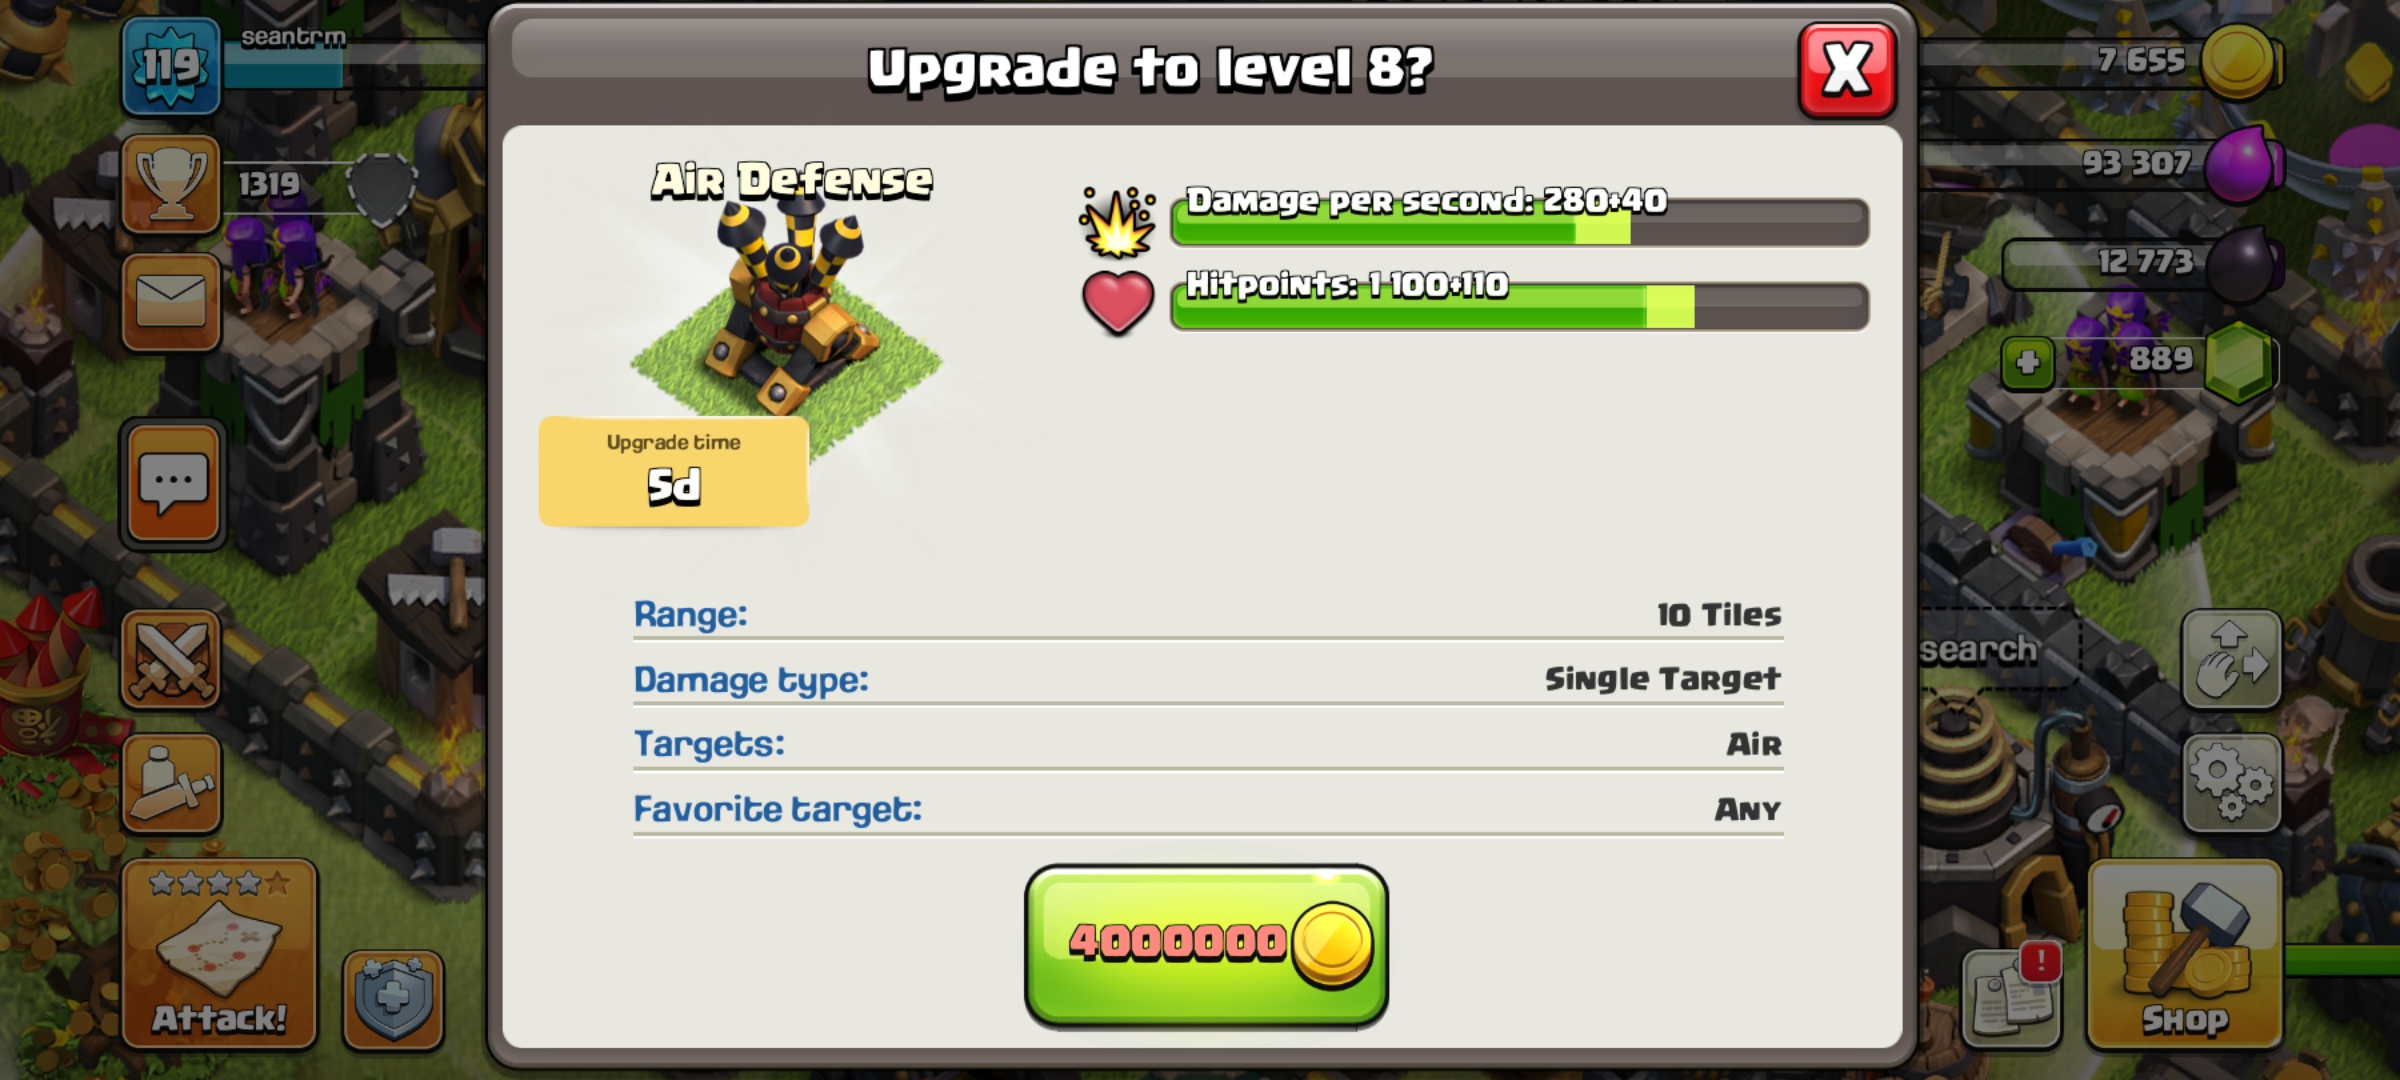 119
seantrm
1319
Upgrade to level 8?
X
7 655
93 307
12 773
889
Air Defense
Damage per second: 280+40
Hitpoints: 1 100+110
Upgrade time
5d
Range: 10 Tiles
Damage type: Single Target
Targets: Air
Favorite target: Any
search
4000000
Attack!
!
Shop